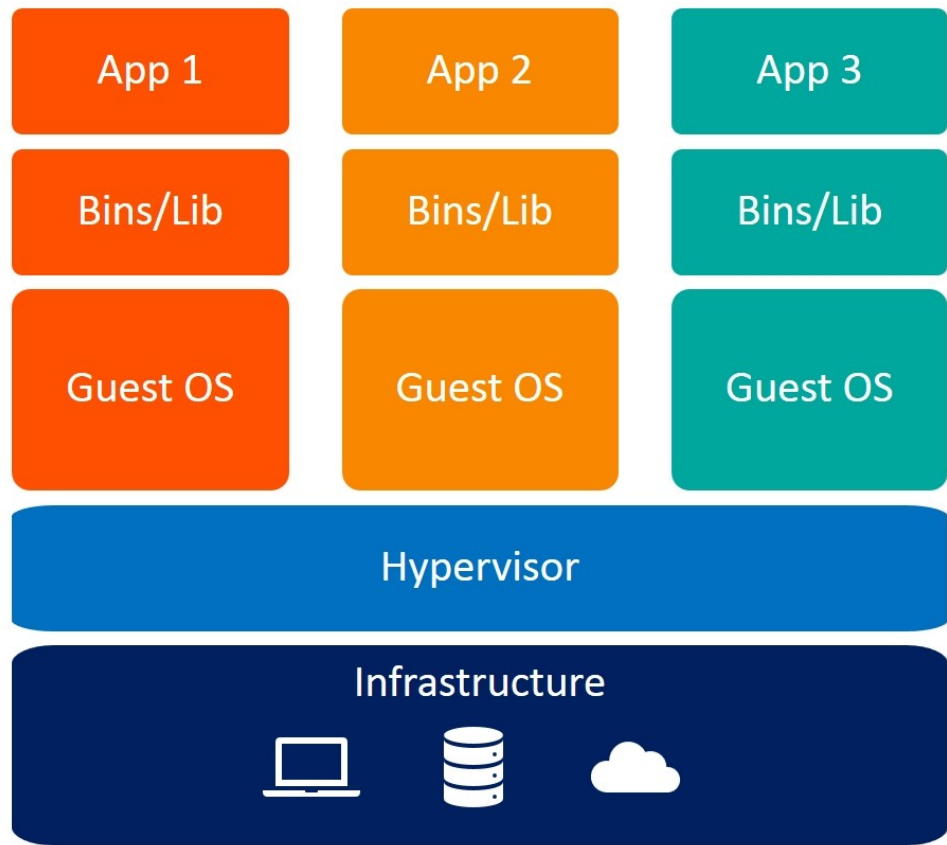 App 1
App 2
App 3
Bins/Lib
Bins/Lib
Bins/Lib
Guest OS
Guest OS
Guest OS
Hypervisor
Infrastructure